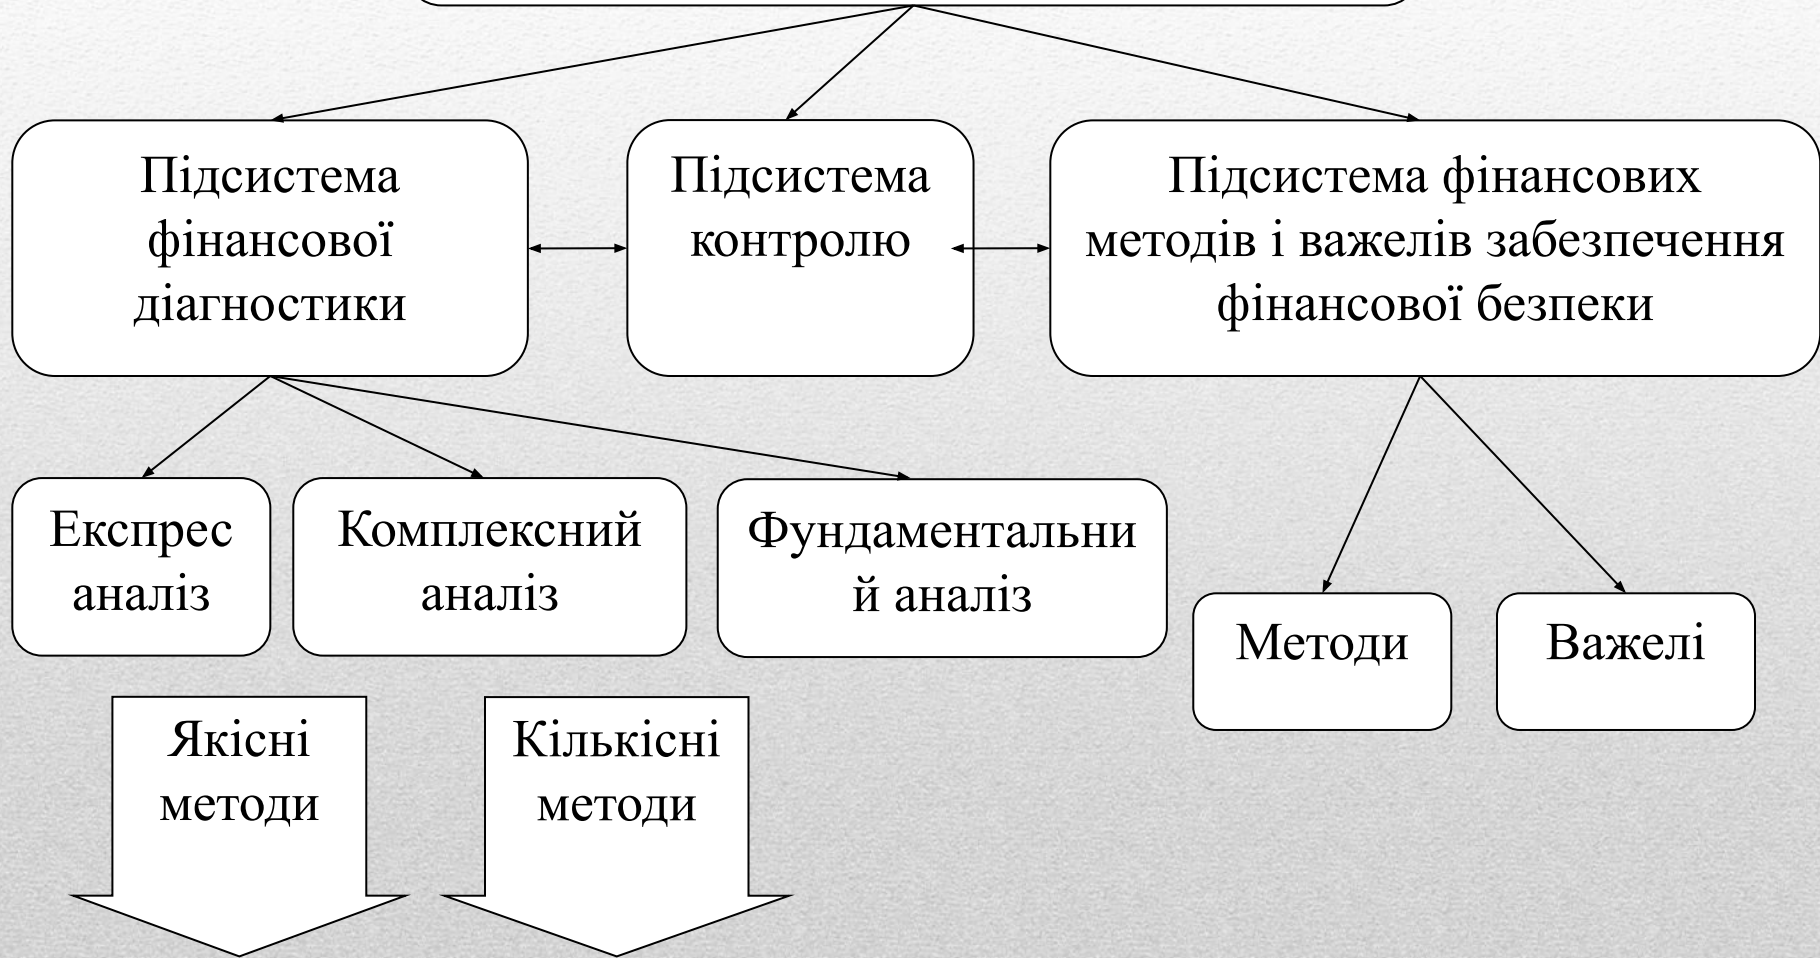 Підсистема
фінансової
діагностики
Підсистема
контролю
Підсистема фінансових
методів і важелів забезпечення
фінансової безпеки
Експрес
аналіз
Комплексний
аналіз
Фундаментальни
й аналіз
Методи
Важелі
Якісні
методи
Кількісні
методи